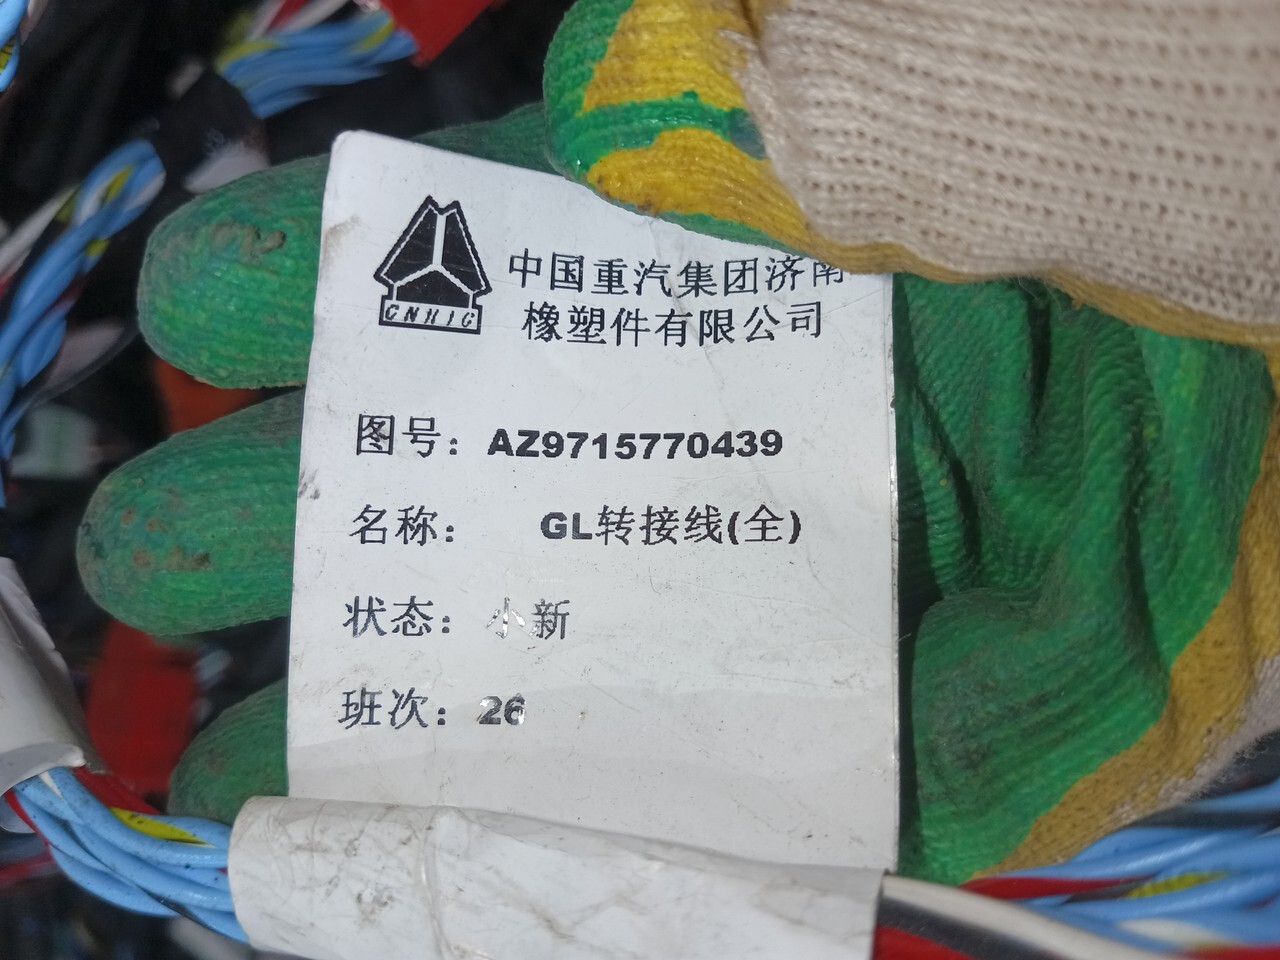 CNHTC
中国重汽集团济南
橡塑件有限公司
图号：AZ9715770439
名称： GL转接线(全)
状态：小新
班次：26